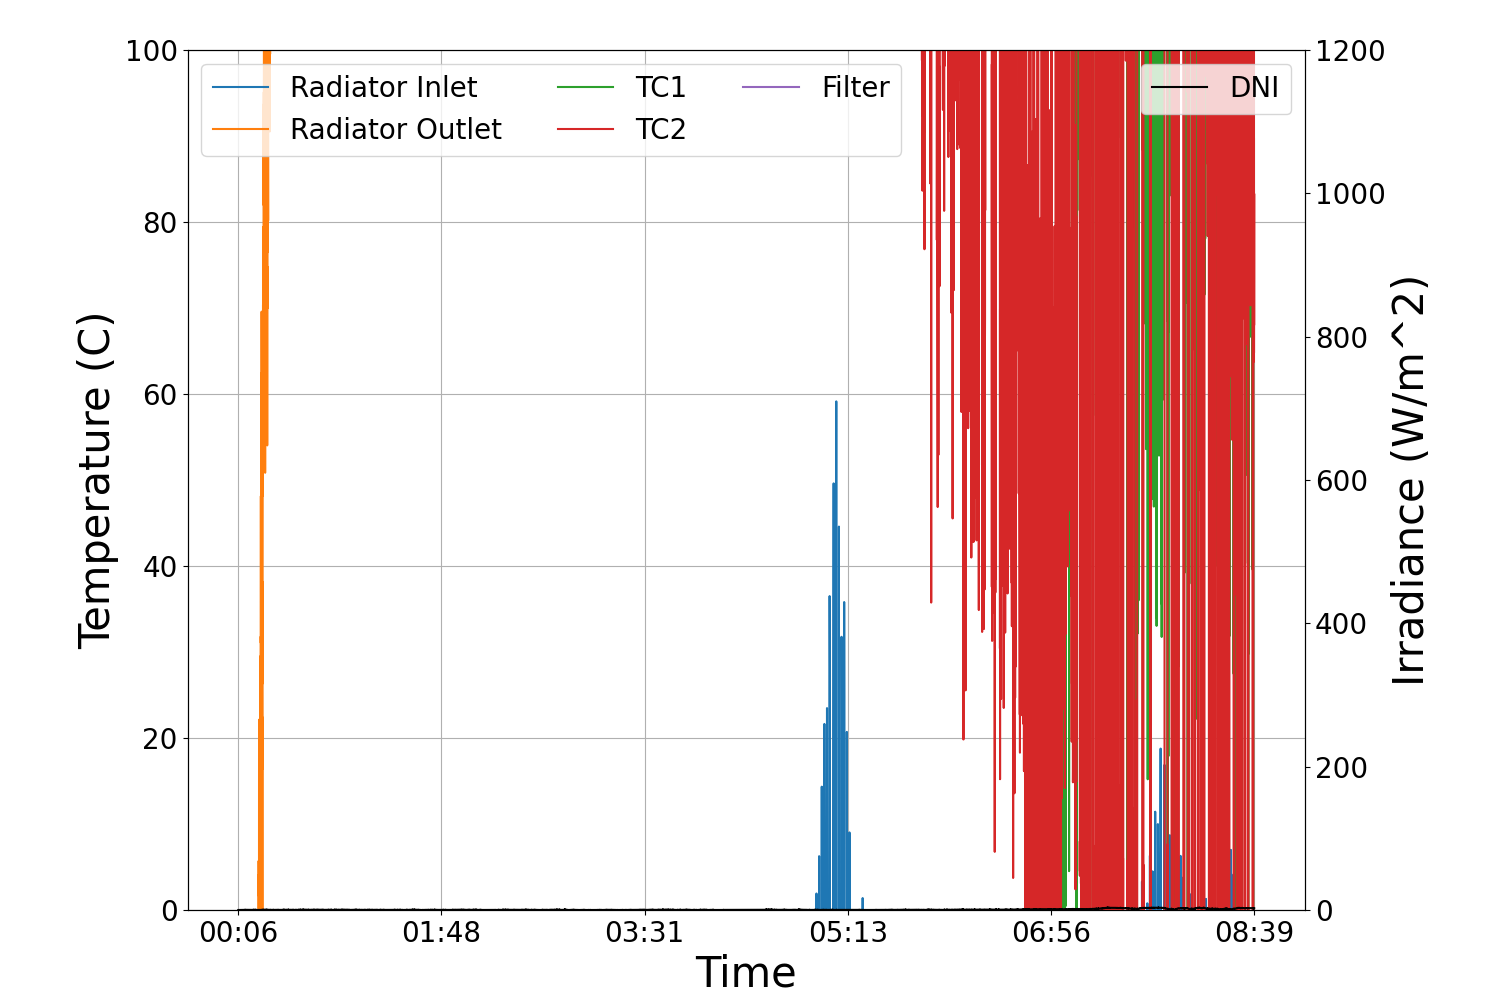 100
80
60
40
20
0
Temperature (C)
Radiator Inlet
Radiator Outlet
TC1
TC2
Filter
DNI
1200
1000
800
600
400
200
0
Irradiance (W/m^2)
00:06 01:48 03:31 05:13 06:56 08:39
Time